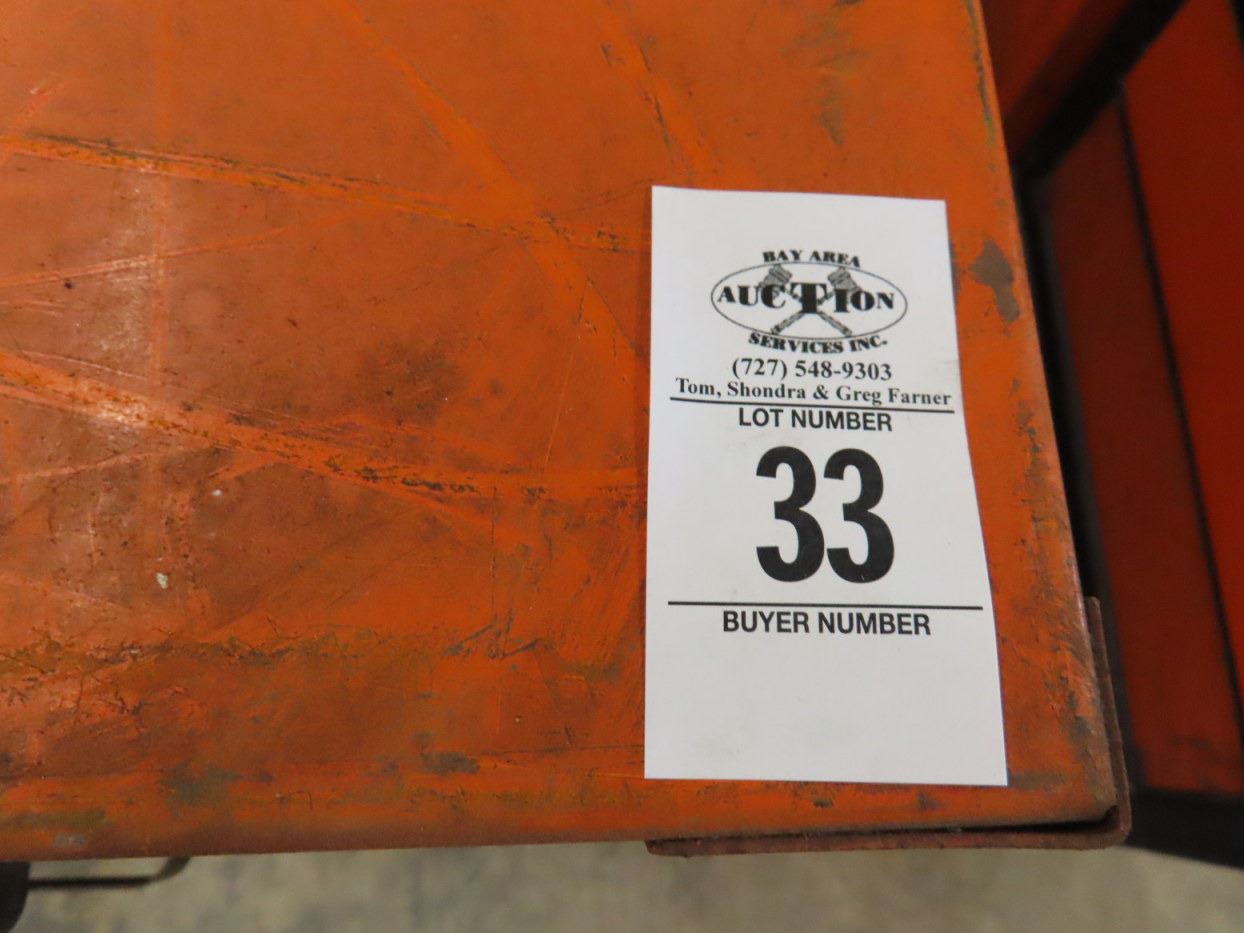 BAY AREA
AUCTION
SERVICES INC.
(727) 548-9303
Tom, Shondra & Greg Farner
LOT NUMBER
33
BUYER NUMBER